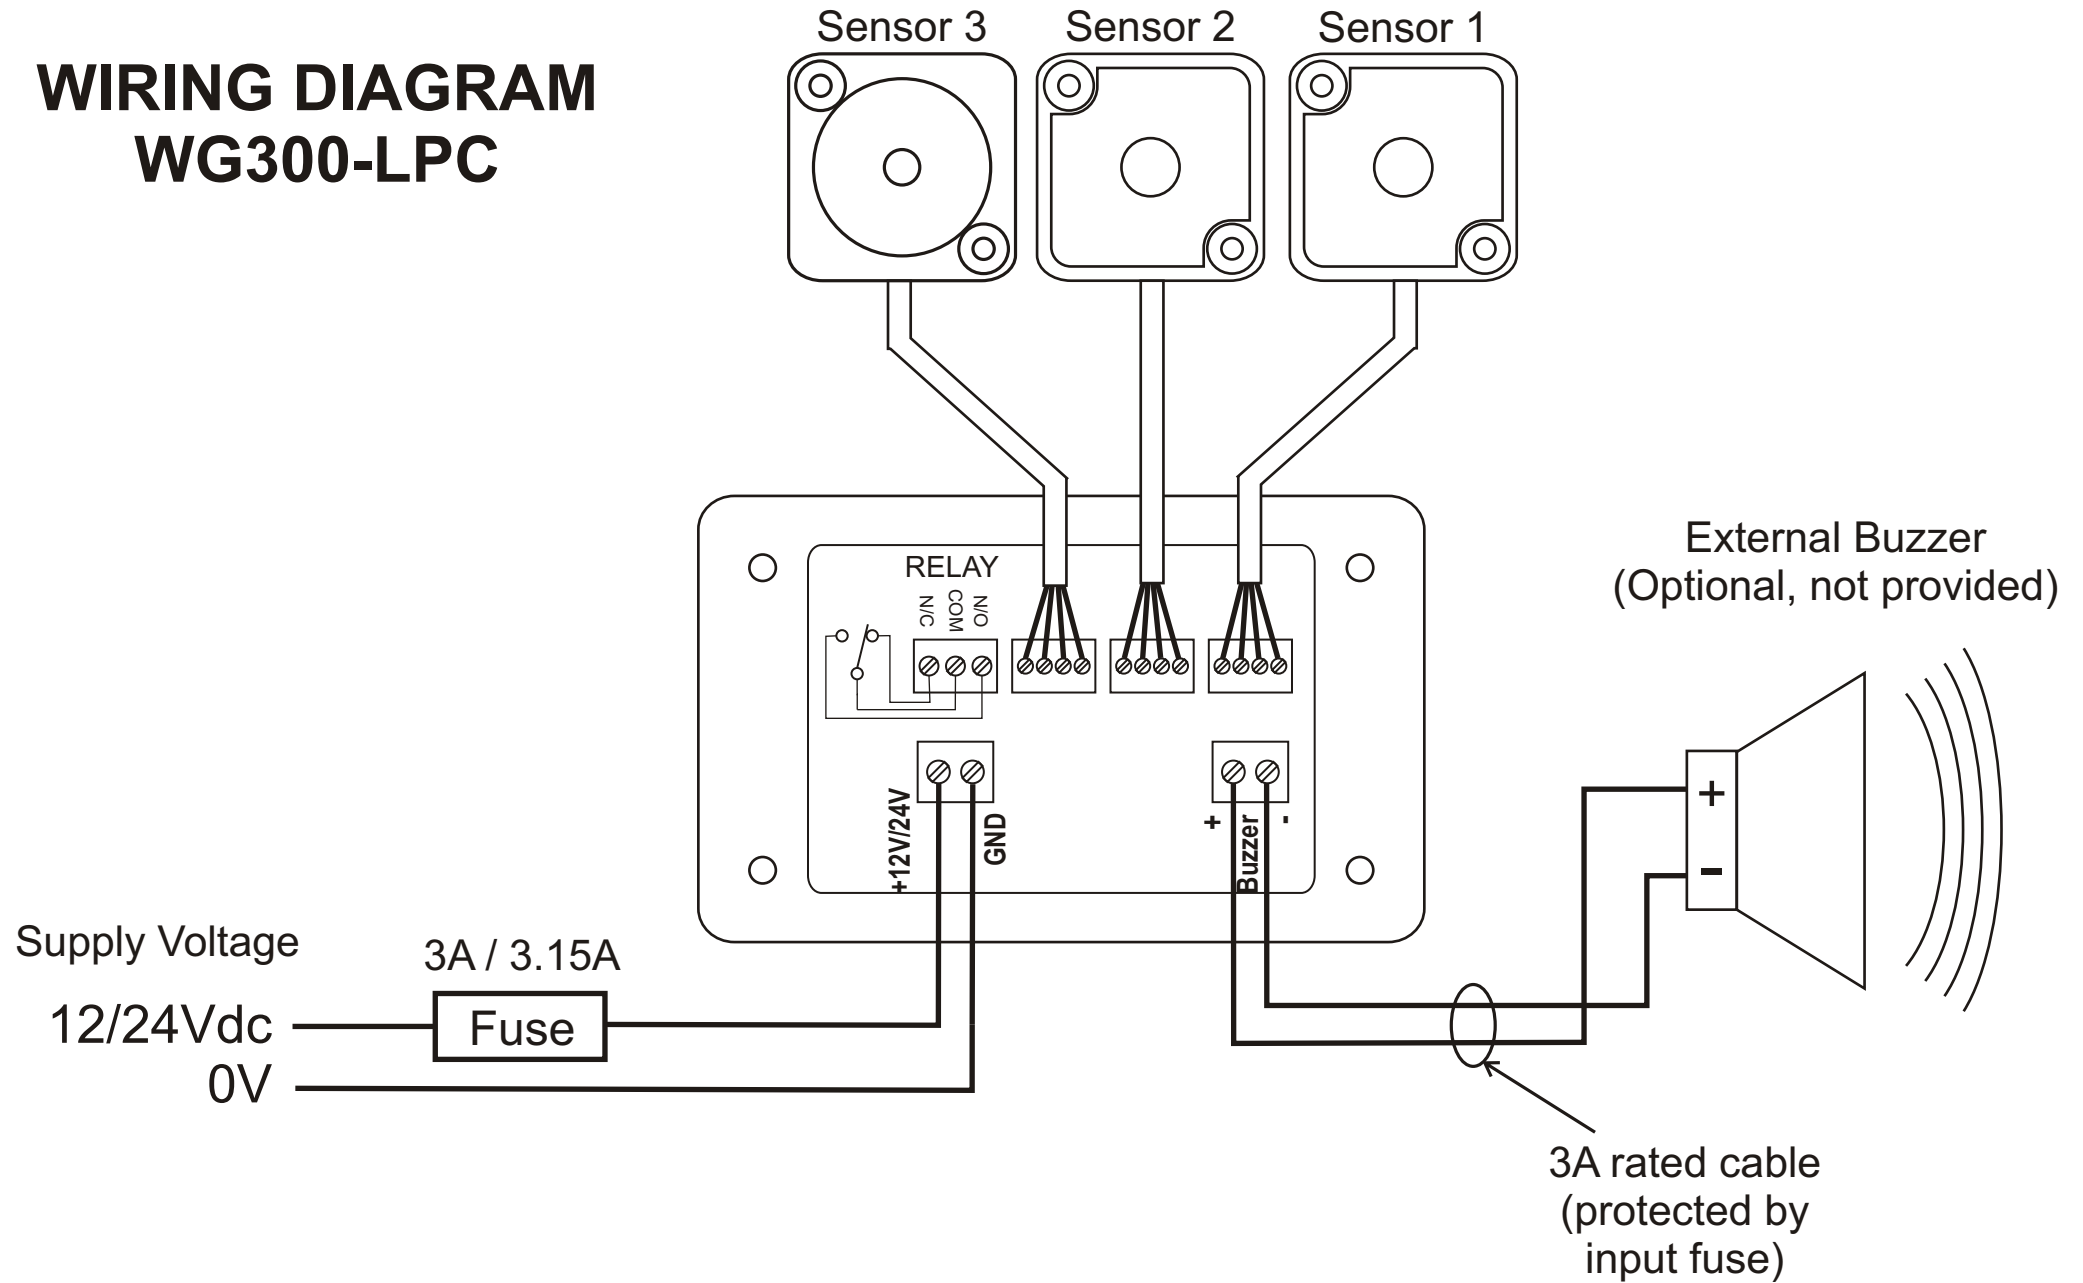 WIRING DIAGRAM
WG300-LPC
Sensor 3
Sensor 2
Sensor 1
RELAY
N/C
COM
N/O
+12V/24V
GND
+
Buzzer
-
External Buzzer
(Optional, not provided)
+
-
Supply Voltage
3A / 3.15A
12/24Vdc
Fuse
0V
3A rated cable
(protected by
input fuse)